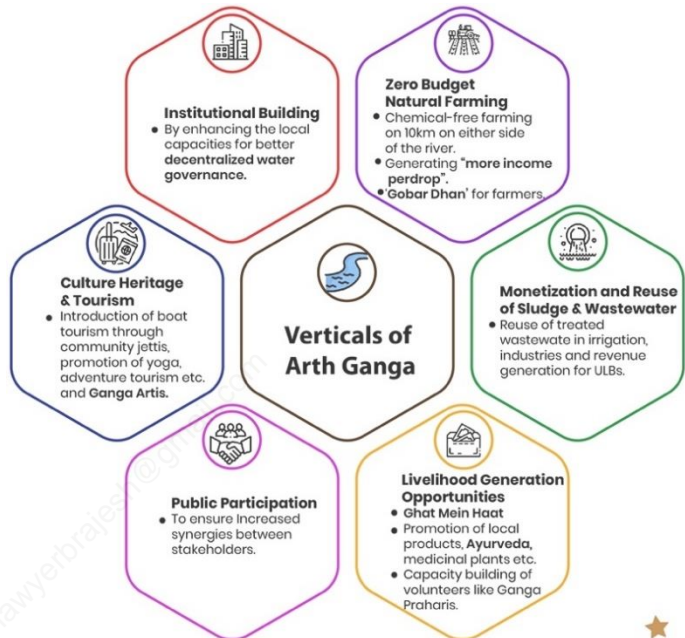 Institutional Building
• By enhancing the local
capacities for better
decentralized water
governance.
Zero Budget
Natural Farming
• Chemical-free farming
on 10km on either side
of the river.
• Generating "more income
perdrop".
• 'Gobar Dhan' for farmers.
Culture Heritage
& Tourism
• Introduction of boat
tourism through
community jettis,
promotion of yoga,
adventure tourism etc.
and Ganga Artis.
Verticals of
Arth Ganga
Monetization and Reuse
of Sludge & Wastewater
• Reuse of treated
wastewate in irrigation,
industries and revenue
generation for ULBs.
Public Participation
• To ensure Increased
synergies between
stakeholders.
Livelihood Generation
Opportunities
• Ghat Mein Haat
• Promotion of local
products, Ayurveda,
medicinal plants etc.
• Capacity building of
volunteers like Ganga
Praharis.
lawyerbrajesh@gmail.com